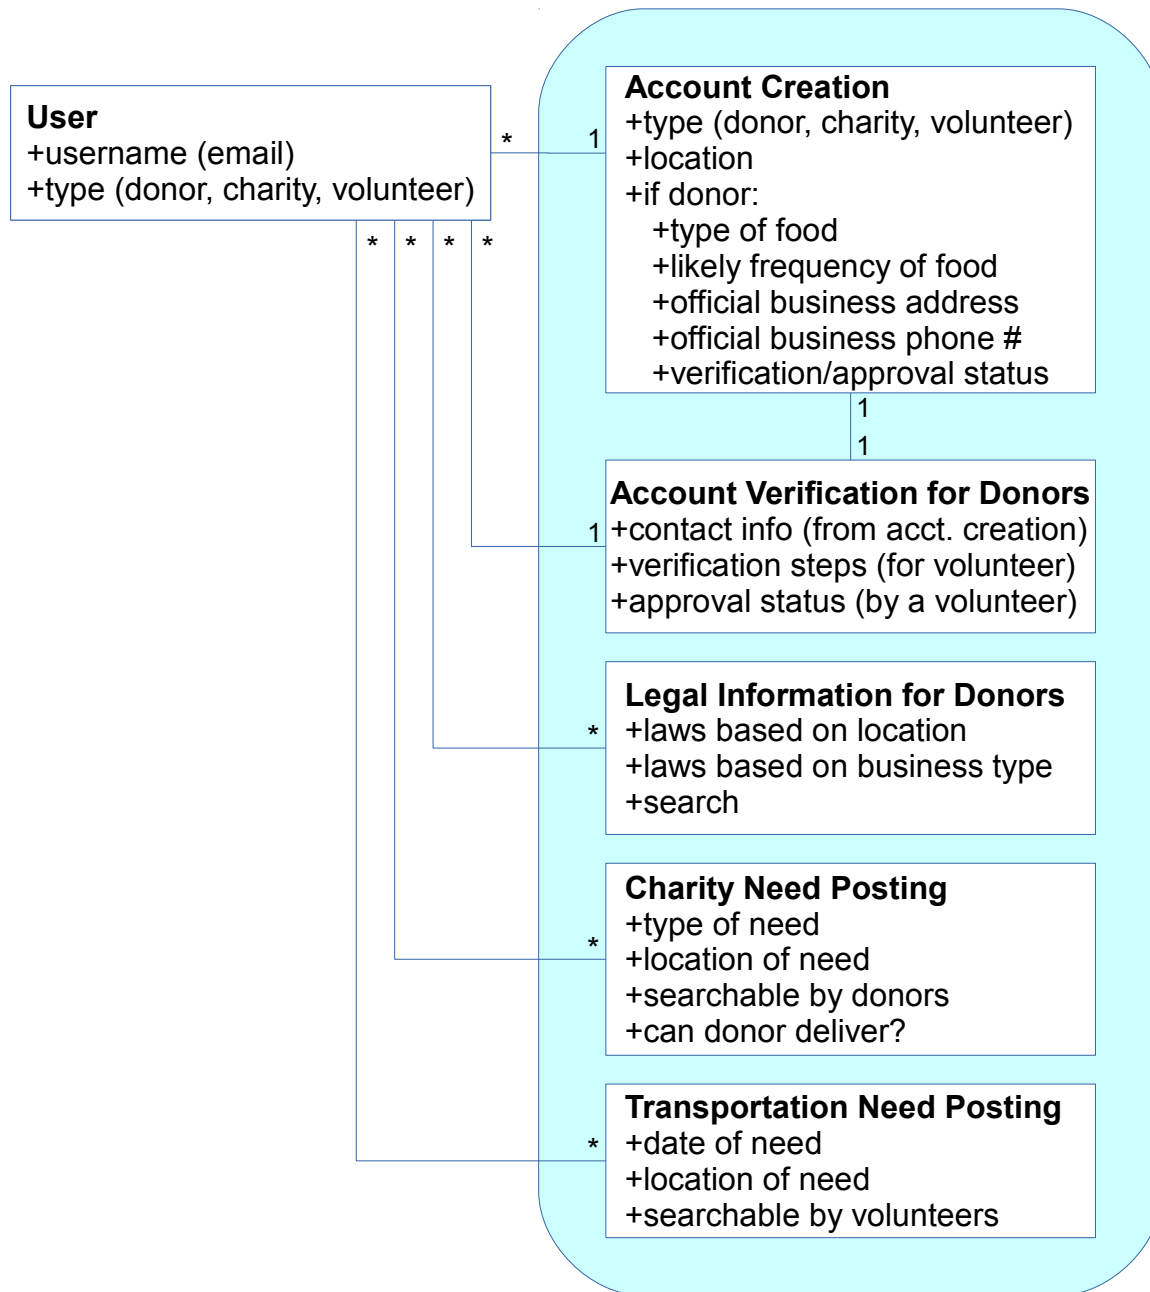 User
+username (email)
+type (donor, charity, volunteer)
*
*
*
*
*
1
Account Creation
+type (donor, charity, volunteer)
+location
+if donor:
+type of food
+likely frequency of food
+official business address
+official business phone #
+verification/approval status
1
1
Account Verification for Donors
1
+contact info (from acct. creation)
+verification steps (for volunteer)
+approval status (by a volunteer)
Legal Information for Donors
*
+laws based on location
+laws based on business type
+search
Charity Need Posting
+type of need
*
+location of need
+searchable by donors
+can donor deliver?
Transportation Need Posting
*
+date of need
+location of need
+searchable by volunteers